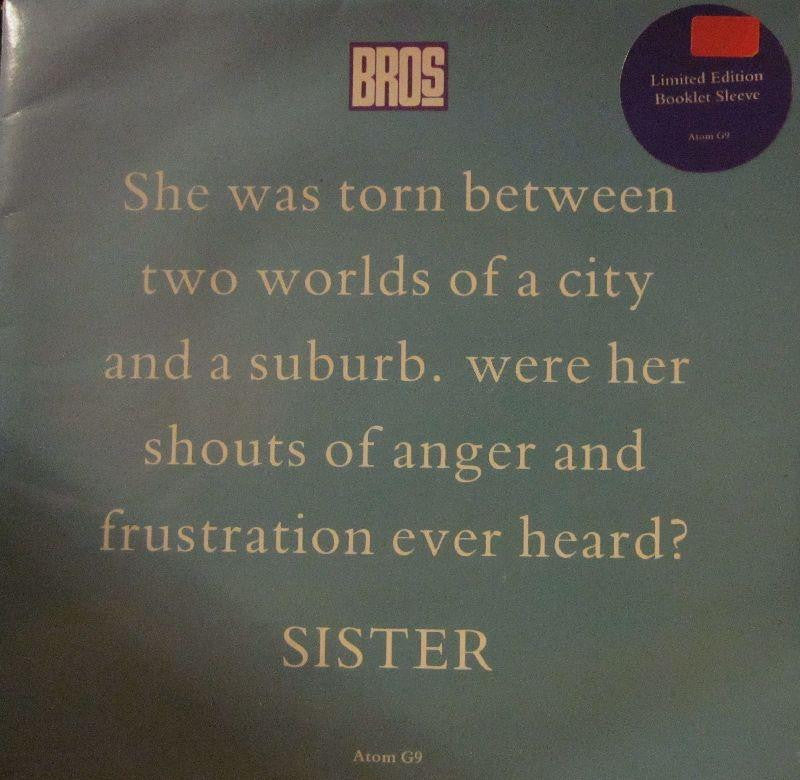 BROS
Limited Edition
Booklet Sleeve
Atom G9
She was torn between
two worlds of a city
and a suburb. were her
shouts of anger and
frustration ever heard?
SISTER
Atom G9